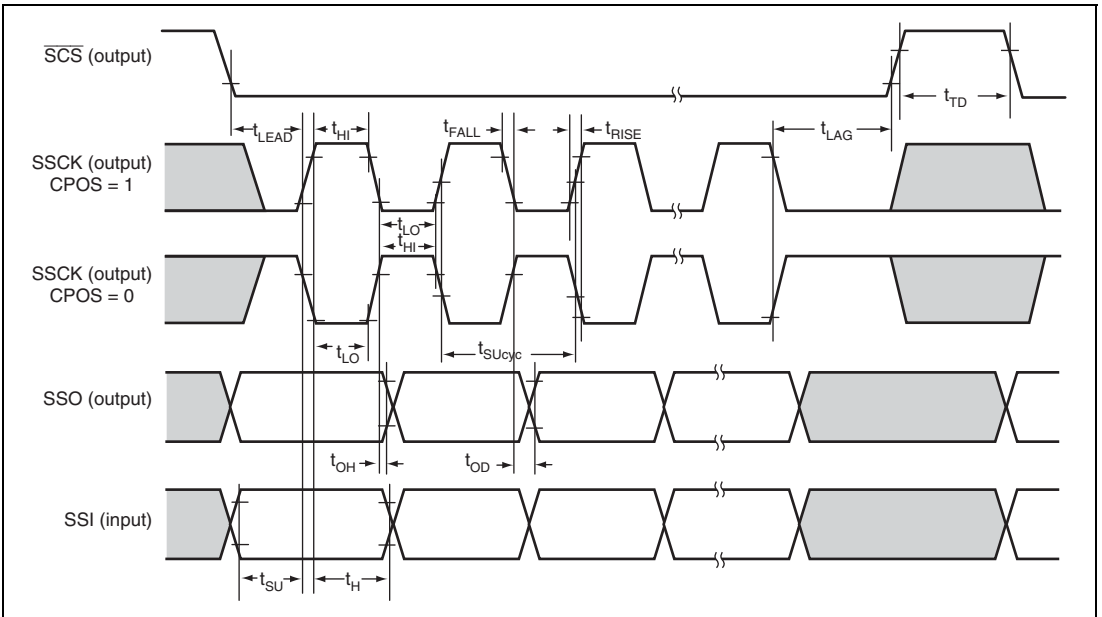 SCS (output)
tTD
tLEAD
tHI
tFALL
tRISE
tLAG
SSCK (output)
CPOS = 1
tLO
tHI
SSCK (output)
CPOS = 0
tLO
tSUcyc
SSO (output)
tOH
tOD
SSI (input)
tSU
tH